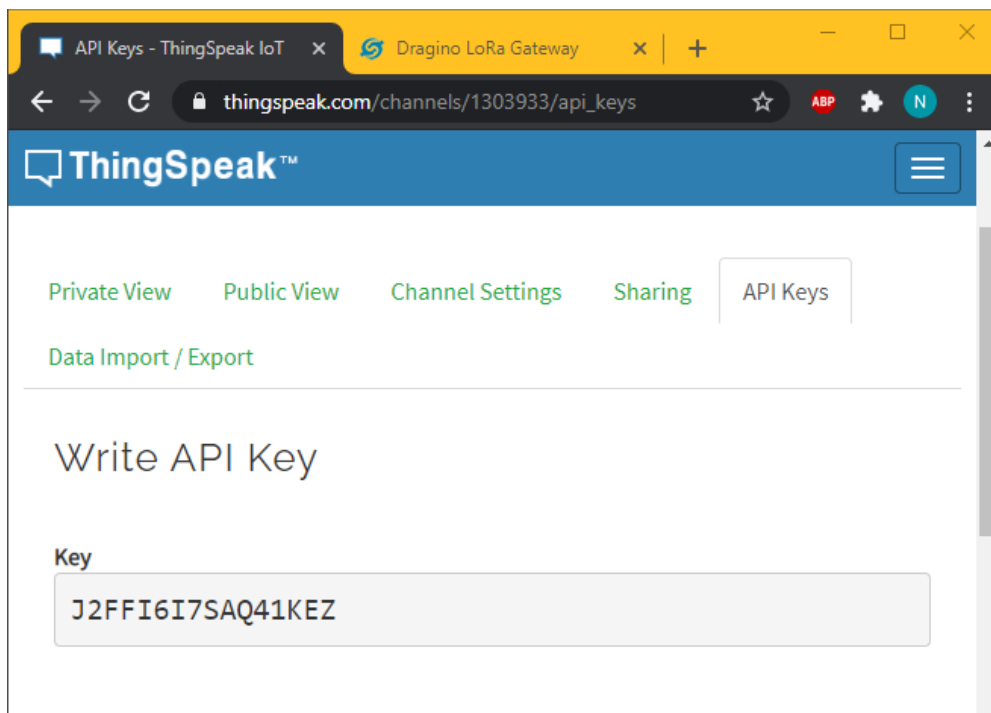 API Keys - ThingSpeak IoT
Dragino LoRa Gateway
thingspeak.com/channels/1303933/api_keys
ABP
N
ThingSpeak™
Private View Public View Channel Settings Sharing API Keys
Data Import / Export
Write API Key
Key
J2FFI6I7SAQ41KEZ